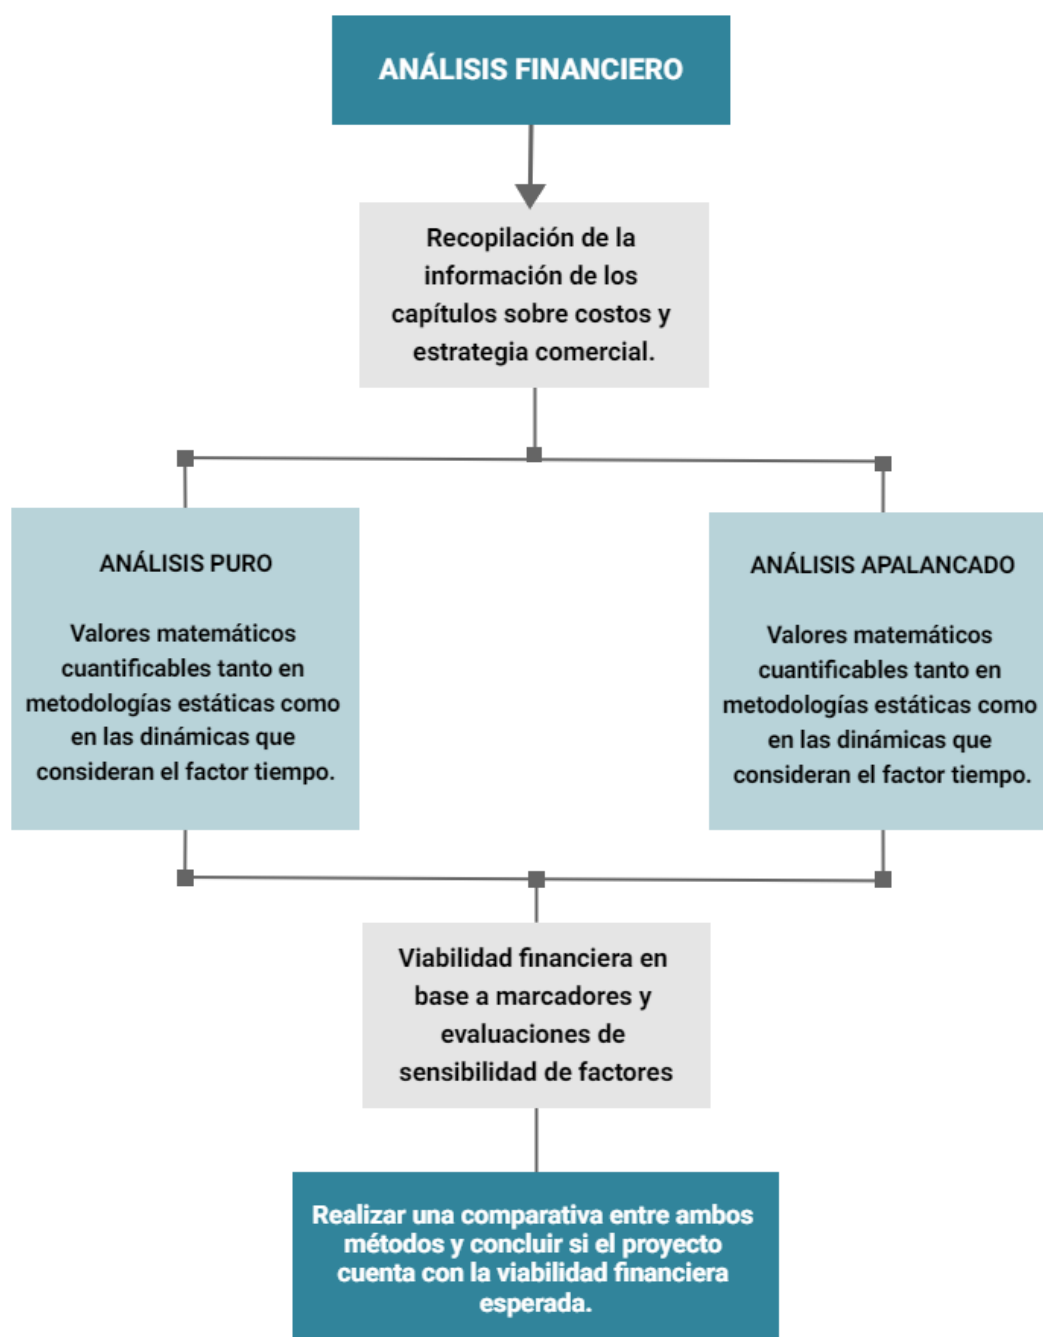 ANÁLISIS FINANCIERO
Recopilación de la
información de los
capítulos sobre costos y
estrategia comercial.
ANÁLISIS PURO
Valores matemáticos
cuantificables tanto en
metodologías estáticas como
en las dinámicas que
consideran el factor tiempo.
ANÁLISIS APALANCADO
Valores matemáticos
cuantificables tanto en
metodologías estáticas como
en las dinámicas que
consideran el factor tiempo.
Viabilidad financiera en
base a marcadores y
evaluaciones de
sensibilidad de factores
Realizar una comparativa entre ambos
métodos y concluir si el proyecto
cuenta con la viabilidad financiera
esperada.